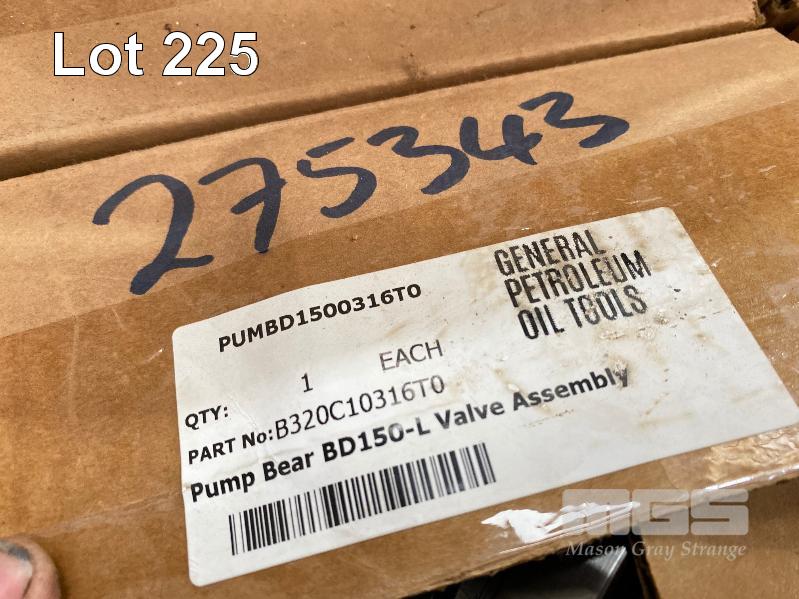 Lot 225
275343
PUMBD1500316T0
GENERAL
PETROLEUM
OIL TOOLS
QTY: 1 EACH
PART No:B320C10316T0
Pump Bear BD150-L Valve Assembly
MGS
Mason Gray Strange